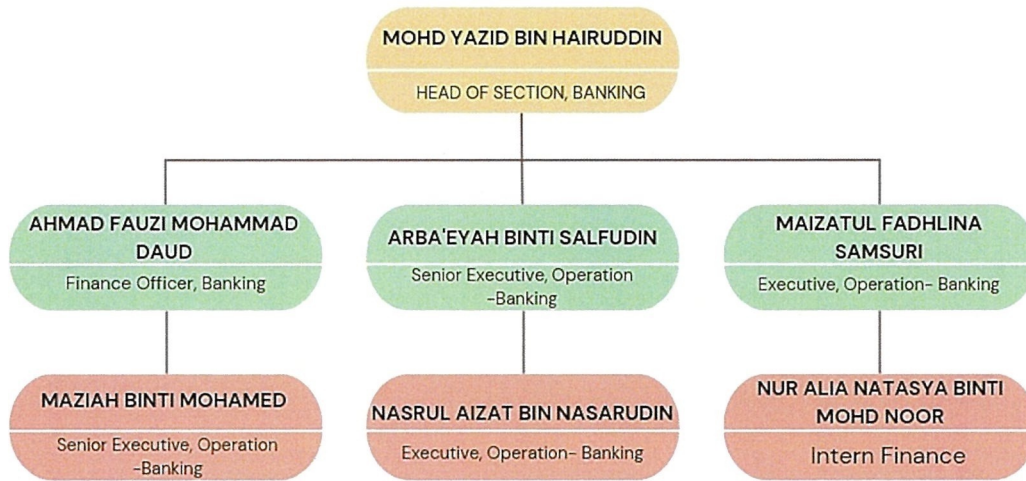 MOHD YAZID BIN HAIRUDDIN
HEAD OF SECTION, BANKING
AHMAD FAUZI MOHAMMAD
DAUD
Finance Officer, Banking
ARBA'EYAH BINTI SALFUDIN
Senior Executive, Operation
-Banking
MAIZATUL FADHLINA
SAMSURI
Executive, Operation- Banking
MAZIAH BINTI MOHAMED
Senior Executive, Operation
-Banking
NASRUL AIZAT BIN NASARUDIN
Executive, Operation- Banking
NUR ALIA NATASYA BINTI
MOHD NOOR
Intern Finance